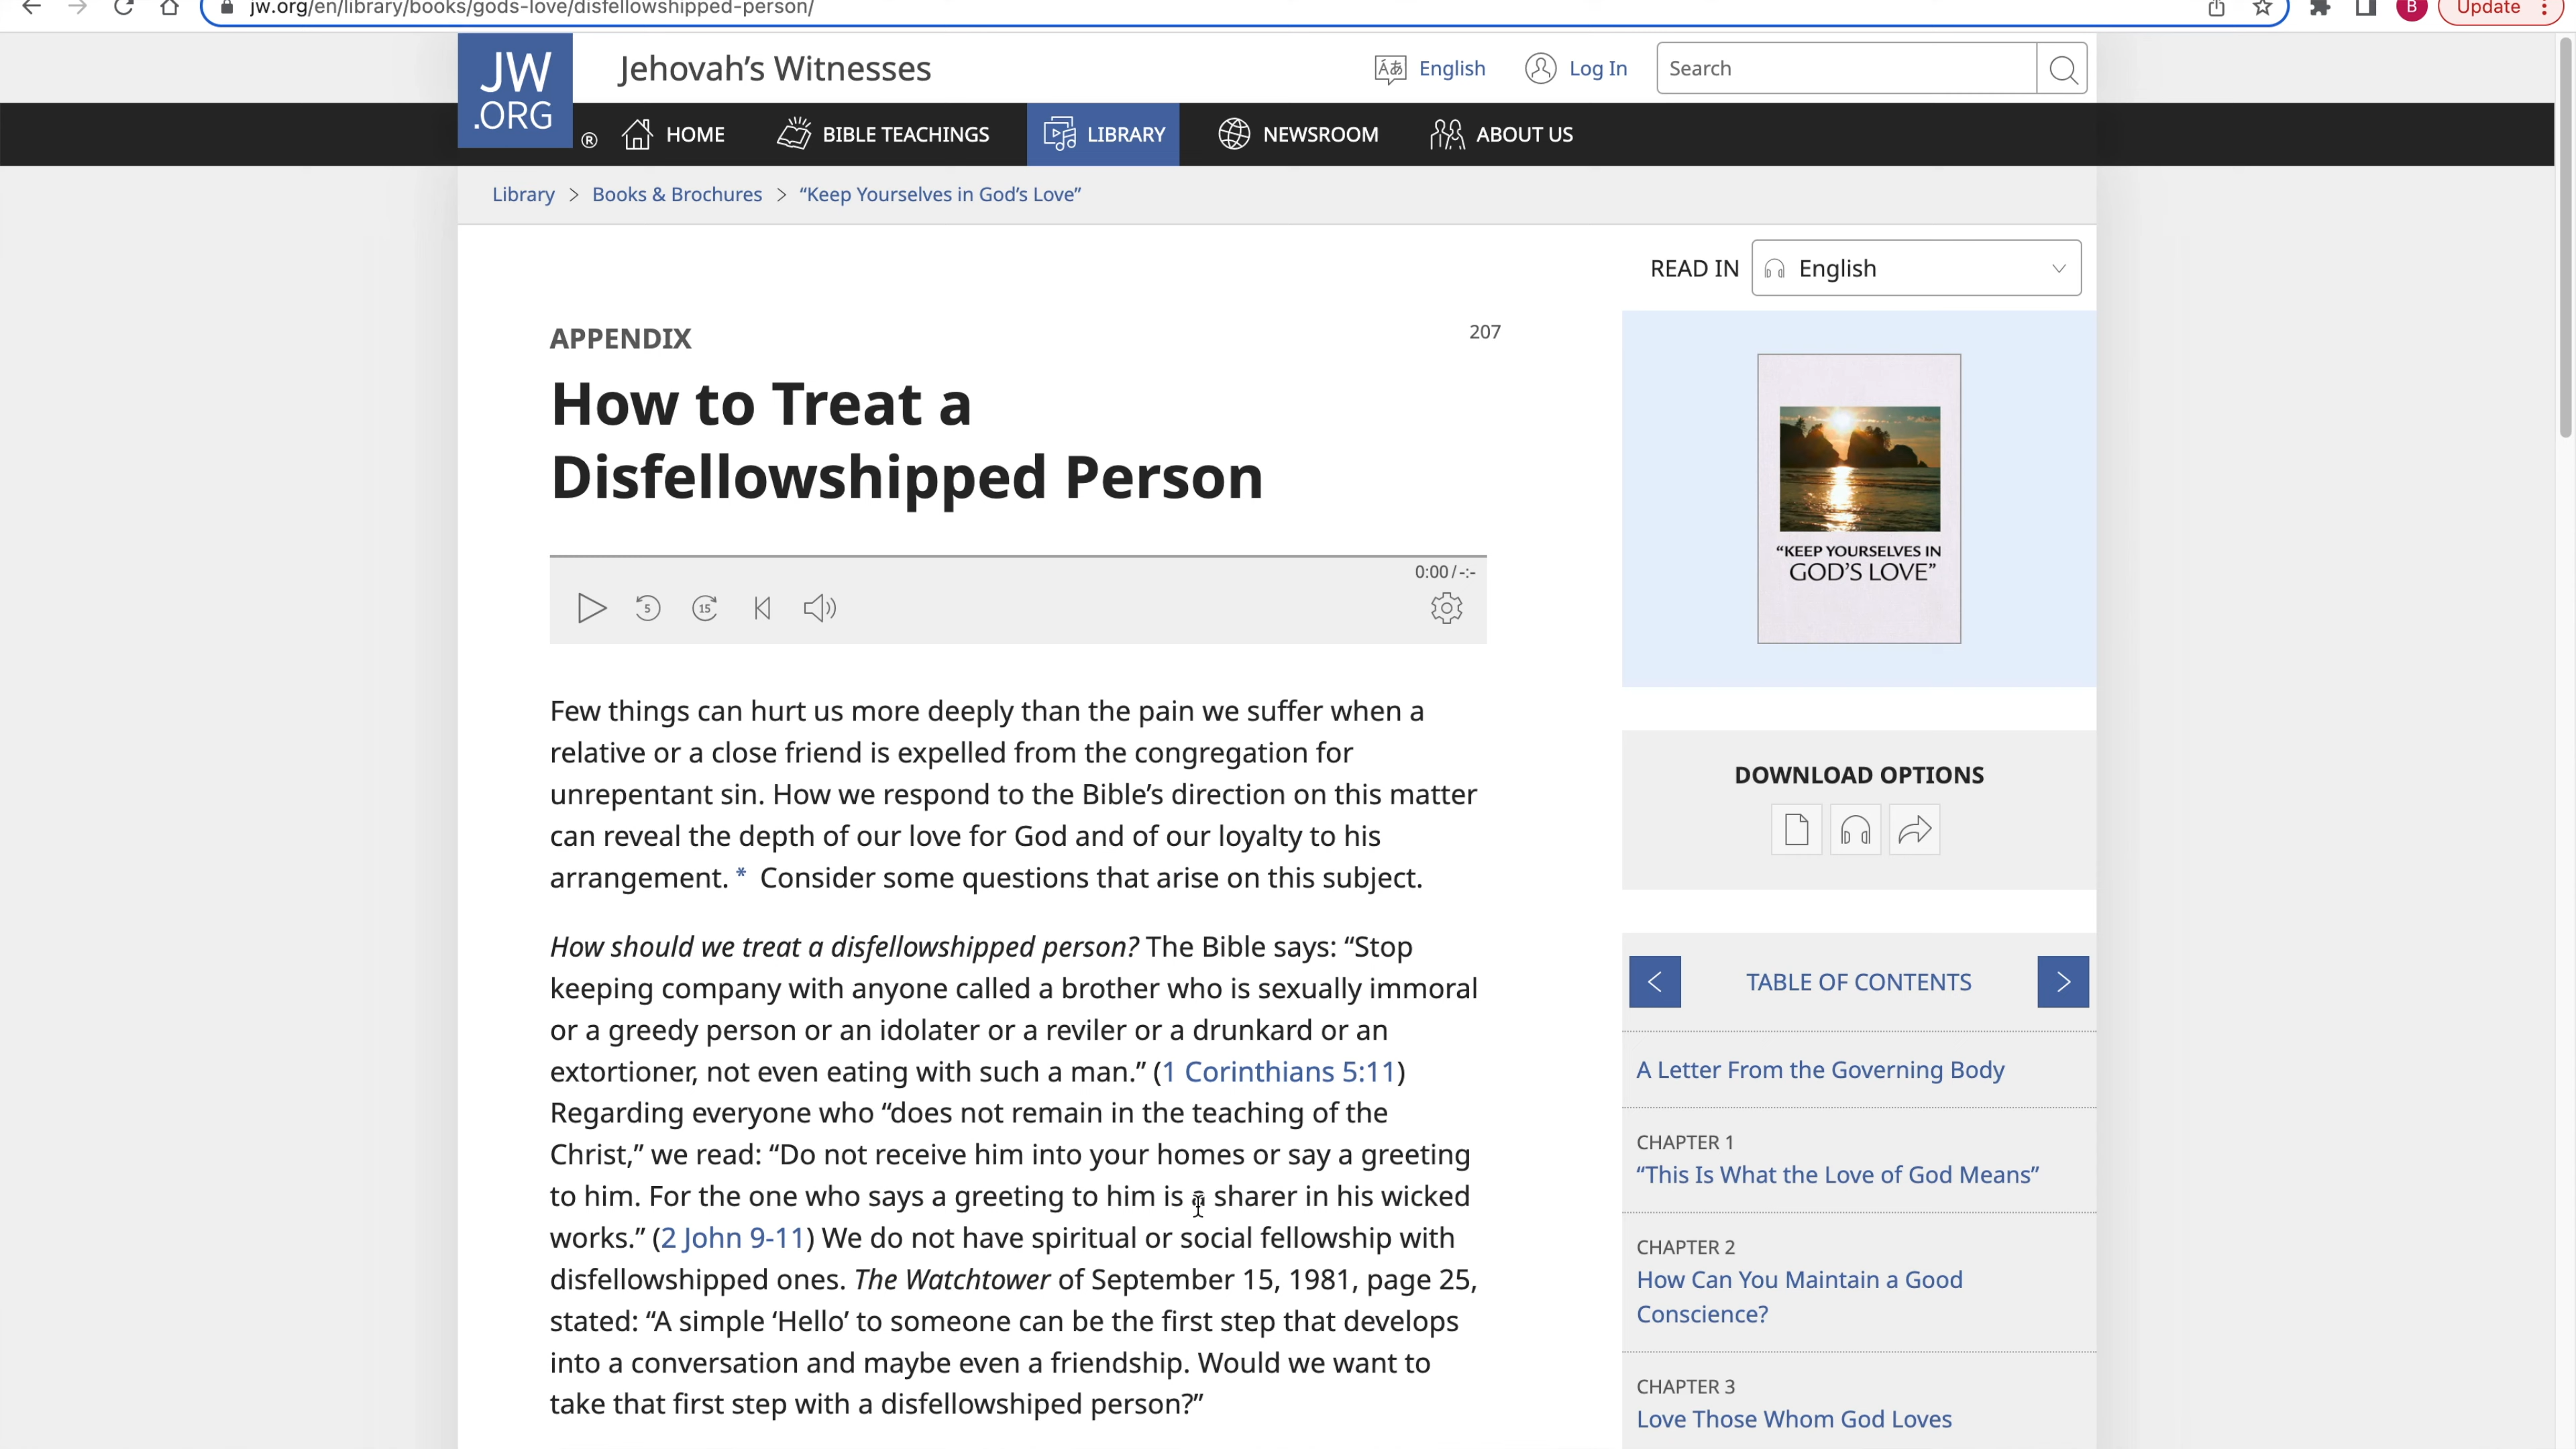 jw.org/en/library/books/gods-love/disfellowshipped-person/
B
Update
JW
.ORG
®
Jehovah's Witnesses
English
Log In
Search
HOME
BIBLE TEACHINGS
LIBRARY
NEWSROOM
ABOUT US
Library > Books & Brochures > “Keep Yourselves in God’s Love”
READ IN
English
APPENDIX
207
How to Treat a
Disfellowshipped Person
0:00 / -:-
5
15
Few things can hurt us more deeply than the pain we suffer when a
relative or a close friend is expelled from the congregation for
unrepentant sin. How we respond to the Bible’s direction on this matter
can reveal the depth of our love for God and of our loyalty to his
arrangement. * Consider some questions that arise on this subject.
How should we treat a disfellowshipped person? The Bible says: “Stop
keeping company with anyone called a brother who is sexually immoral
or a greedy person or an idolater or a reviler or a drunkard or an
extortioner, not even eating with such a man.” (1 Corinthians 5:11)
Regarding everyone who “does not remain in the teaching of the
Christ,” we read: “Do not receive him into your homes or say a greeting
to him. For the one who says a greeting to him is a sharer in his wicked
works.” (2 John 9-11) We do not have spiritual or social fellowship with
disfellowshipped ones. The Watchtower of September 15, 1981, page 25,
stated: “A simple ‘Hello’ to someone can be the first step that develops
into a conversation and maybe even a friendship. Would we want to
take that first step with a disfellowshiped person?”
“KEEP YOURSELVES IN
GOD’S LOVE”
DOWNLOAD OPTIONS
TABLE OF CONTENTS
A Letter From the Governing Body
CHAPTER 1
“This Is What the Love of God Means”
CHAPTER 2
How Can You Maintain a Good
Conscience?
CHAPTER 3
Love Those Whom God Loves